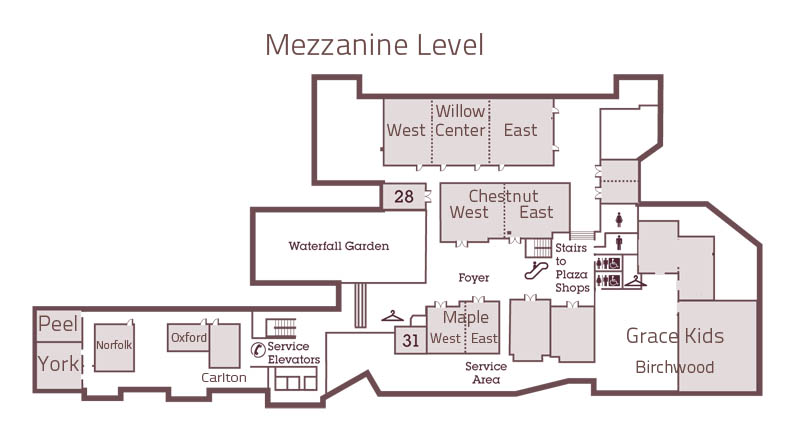 Mezzanine Level
Willow
West Center East
28
Chestnut
West East
Waterfall Garden
Stairs
to
Plaza
Shops
Foyer
Peel
York
Norfolk
Oxford
Carlton
Service
Elevators
31
Maple
West East
Service
Area
Grace Kids
Birchwood